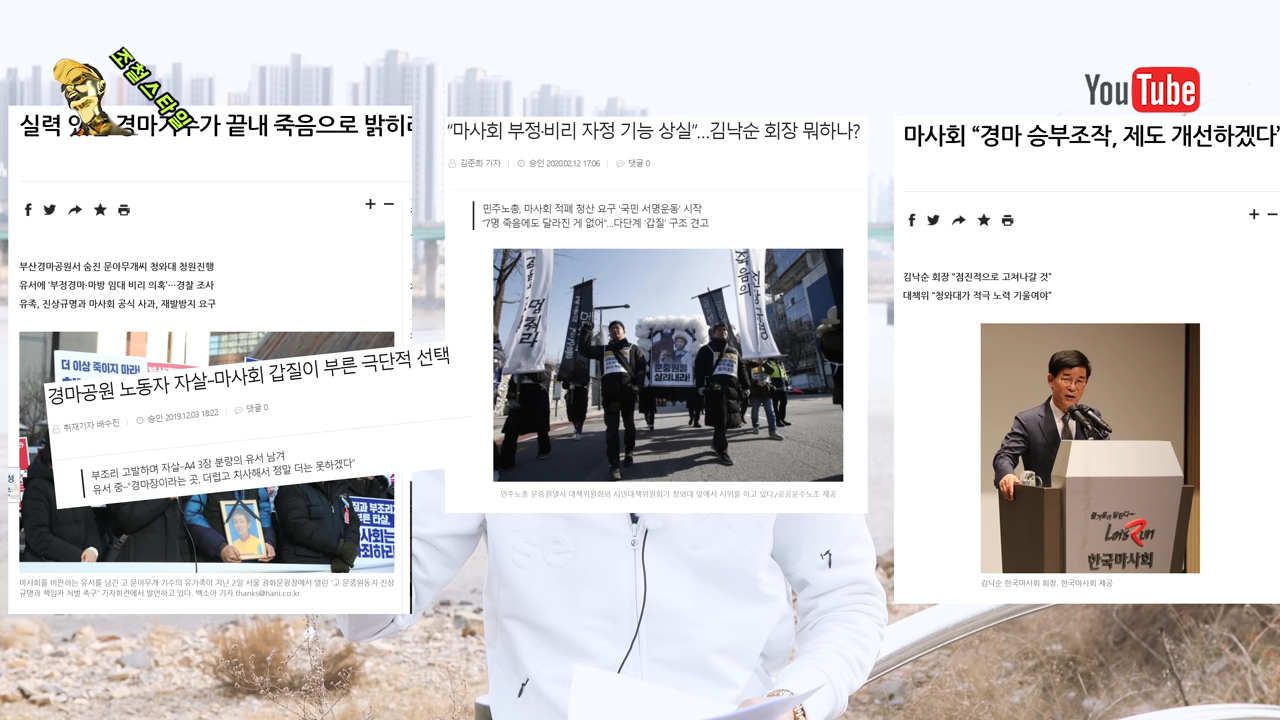 조철스타일
YouTube
실력 있 경마기수가 끝내 죽음으로 밝히려
부산경마공원서 숨진 문아무개씨 청와대 청원진행
유서에 '부정경마·마방 임대 비리 의혹'…경찰 조사
유족, 진상규명과 마사회 공식 사과, 재발방지 요구
더 이상 죽이지 마라!
경마공원 노동자 자살-마사회 갑질이 부른 극단적 선택
취재기자 배수진 | 승인 2019.12.03 18:22 | 댓글 0
부조리 고발하며 자살-A4 3장 분량의 유서 남겨
유서 중-"경마장이라는 곳, 더럽고 치사해서 정말 더는 못하겠다"
마사회를 비판하는 유서를 남긴 고 문아무개 기수의 유가족이 지난 2일 서울 광화문광장에서 열린 '고 문중원동지 진상
규명과 책임자 처벌 촉구' 기자회견에서 발언하고 있다. 백소아 기자 thanks@hani.co.kr
"마사회 부정·비리 자정 기능 상실"…김낙순 회장 뭐하나?
김준희 기자 | 승인 2020.02.12 17:06 | 댓글 0
민주노총, 마사회 적폐 청산 요구 '국민 서명운동' 시작
"7명 죽음에도 달라진 게 없어"…다단계 '갑질' 구조 견고
멈춰라
죽음의
문중원을
살려내라!
민주노총 문중원열사 대책위원회와 시민대책위원회가 청와대 앞에서 시위를 하고 있다./공공운수노조 제공
마사회 "경마 승부조작, 제도 개선하겠다"
김낙순 회장 "점진적으로 고쳐나갈 것"
대책위 "청와대가 적극 노력 기울여야"
Let's Run
한국마사회
김낙순 한국마사회 회장. 한국마사회 제공